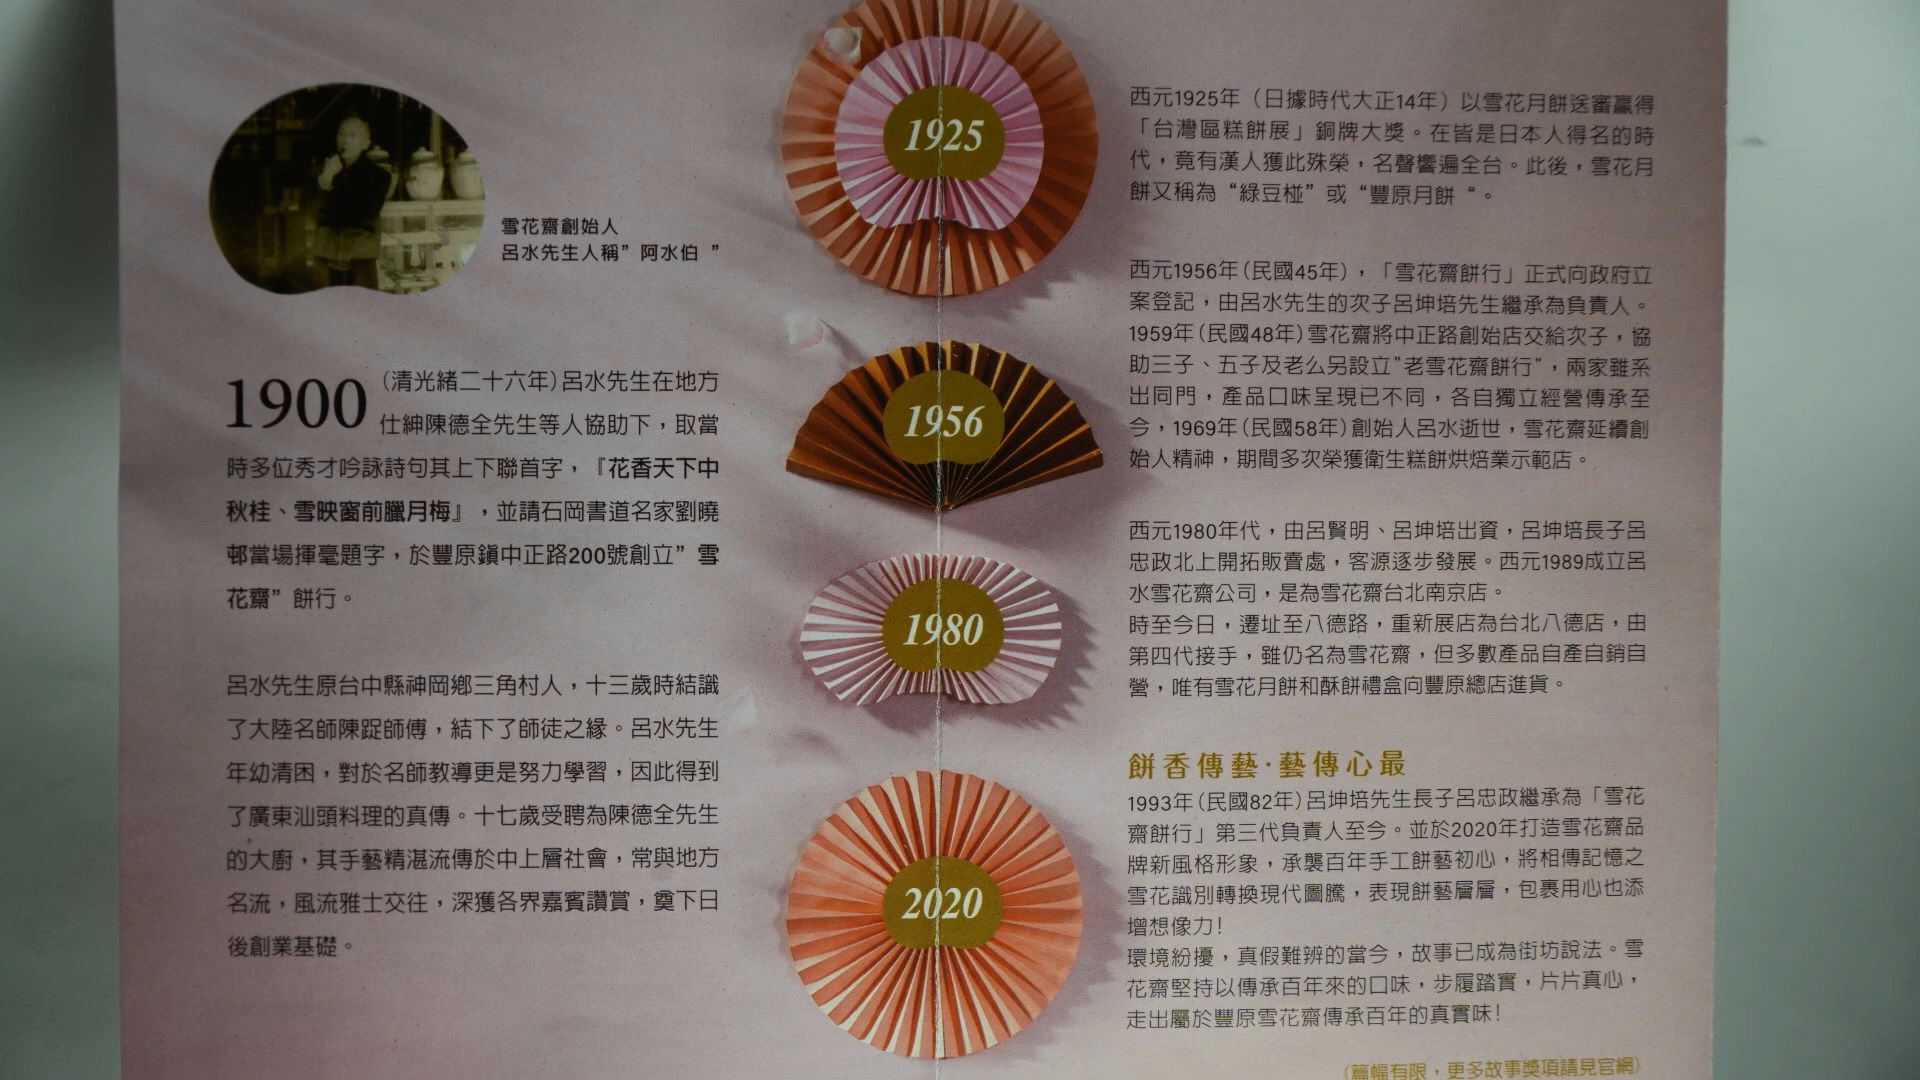 雪花齋創始人
呂水先生人稱”阿水伯 ”
1900
(清光緒二十六年)呂水先生在地方
仕紳陳德全先生等人協助下，取當
時多位秀才吟詠詩句其上下聯首字，『花香天下中
秋桂、雪映窗前臘月梅』，並請石岡書道名家劉曉
邨當場揮毫題字，於豐原鎮中正路200號創立”雪
花齋”餅行。
呂水先生原台中縣神岡鄉三角村人，十三歲時結識
了大陸名師陳踀師傅，結下了師徒之緣。呂水先生
年幼清困，對於名師教導更是努力學習，因此得到
了廣東汕頭料理的真傳。十七歲受聘為陳德全先生
的大廚，其手藝精湛流傳於中上層社會，常與地方
名流，風流雅士交往，深獲各界嘉賓讚賞，奠下日
後創業基礎。
1925
西元1925年（日據時代大正14年）以雪花月餅送審贏得
「台灣區糕餅展」銅牌大獎。在皆是日本人得名的時
代，竟有漢人獲此殊榮，名聲響遍全台。此後，雪花月
餅又稱為“綠豆椪”或“豐原月餅“。
1956
西元1956年(民國45年)，「雪花齋餅行」正式向政府立
案登記，由呂水先生的次子呂坤培先生繼承為負責人。
1959年(民國48年)雪花齋將中正路創始店交給次子，協
助三子、五子及老么另設立"老雪花齋餅行"，兩家雖系
出同門，產品口味呈現已不同，各自獨立經營傳承至
今，1969年(民國58年)創始人呂水逝世，雪花齋延續創
始人精神，期間多次榮獲衛生糕餅烘焙業示範店。
1980
西元1980年代，由呂賢明、呂坤培出資，呂坤培長子呂
忠政北上開拓販賣處，客源逐步發展。西元1989成立呂
水雪花齋公司，是為雪花齋台北南京店。
時至今日，遷址至八德路，重新展店為台北八德店，由
第四代接手，雖仍名為雪花齋，但多數產品自產自銷自
營，唯有雪花月餅和酥餅禮盒向豐原總店進貨。
2020
餅香傳藝·藝傳心最
1993年(民國82年)呂坤培先生長子呂忠政繼承為「雪花
齋餅行」第三代負責人至今。並於2020年打造雪花齋品
牌新風格形象，承襲百年手工餅藝初心，將相傳記憶之
雪花識別轉換現代圖騰，表現餅藝層層，包裹用心也添
增想像力!
環境紛擾，真假難辨的當今，故事已成為街坊說法。雪
花齋堅持以傳承百年來的口味，步履踏實，片片真心，
走出屬於豐原雪花齋傳承百年的真實味!
(篇幅有限，更多故事獎項請見官網)